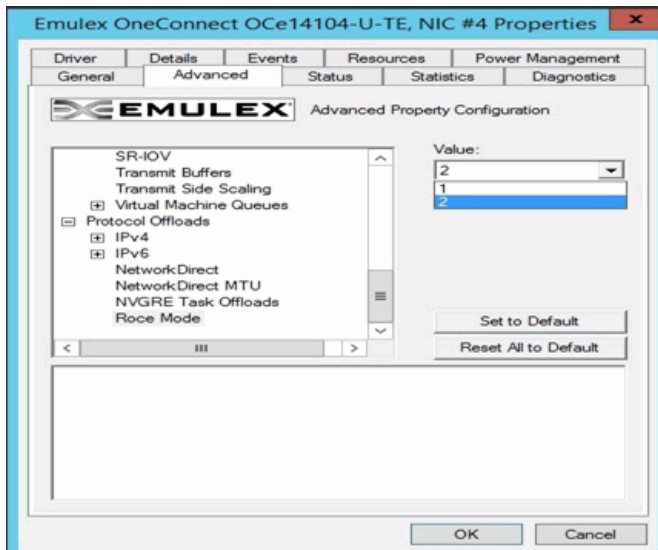 Emulex OneConnect OCe14104-U-TE, NIC #4 Properties
Driver Details Events Resources Power Management
General Advanced Status Statistics Diagnostics
EMULEX Advanced Property Configuration
SR-IOV
Transmit Buffers
Transmit Side Scaling
Virtual Machine Queues
Protocol Offloads
IPv4
IPv6
NetworkDirect
NetworkDirect MTU
NVGRE Task Offloads
Roce Mode
Value:
2
1
2
Set to Default
Reset All to Default
OK Cancel